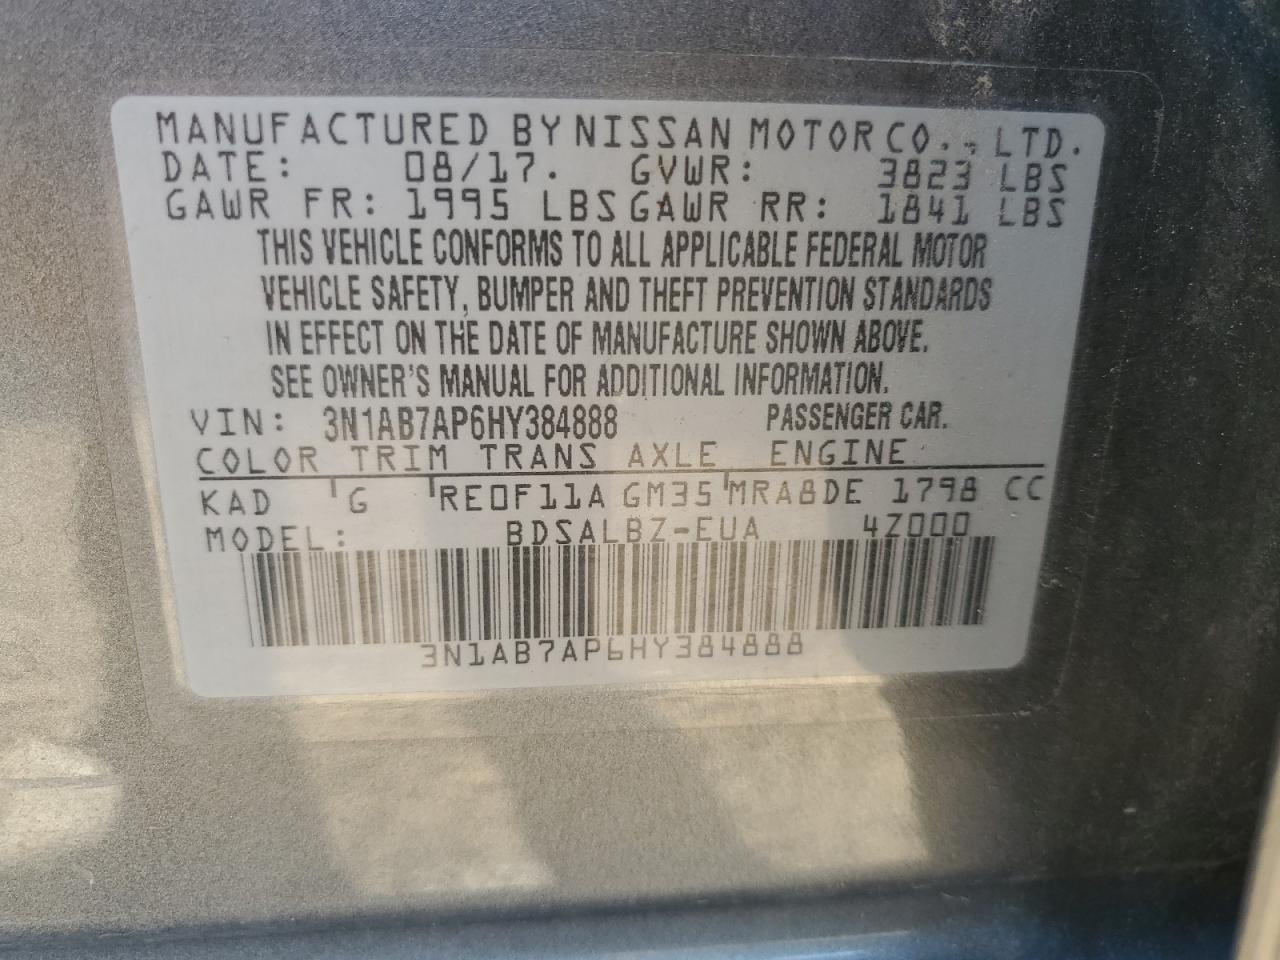 MANUFACTURED BY NISSAN MOTOR CO., LTD.
DATE: 08/17. GVWR: 3823 LBS
GAWR FR: 1995 LBS GAWR RR: 1841 LBS
THIS VEHICLE CONFORMS TO ALL APPLICABLE FEDERAL MOTOR
VEHICLE SAFETY, BUMPER AND THEFT PREVENTION STANDARDS
IN EFFECT ON THE DATE OF MANUFACTURE SHOWN ABOVE.
SEE OWNER'S MANUAL FOR ADDITIONAL INFORMATION.
VIN: 3N1AB7AP6HY384888 PASSENGER CAR.
COLOR TRIM TRANS AXLE ENGINE
KAD G RE0F11A GM35 MRA8DE 1798 CC
MODEL: BDSALBZ-EUA 4Z000
3N1AB7AP6HY384888